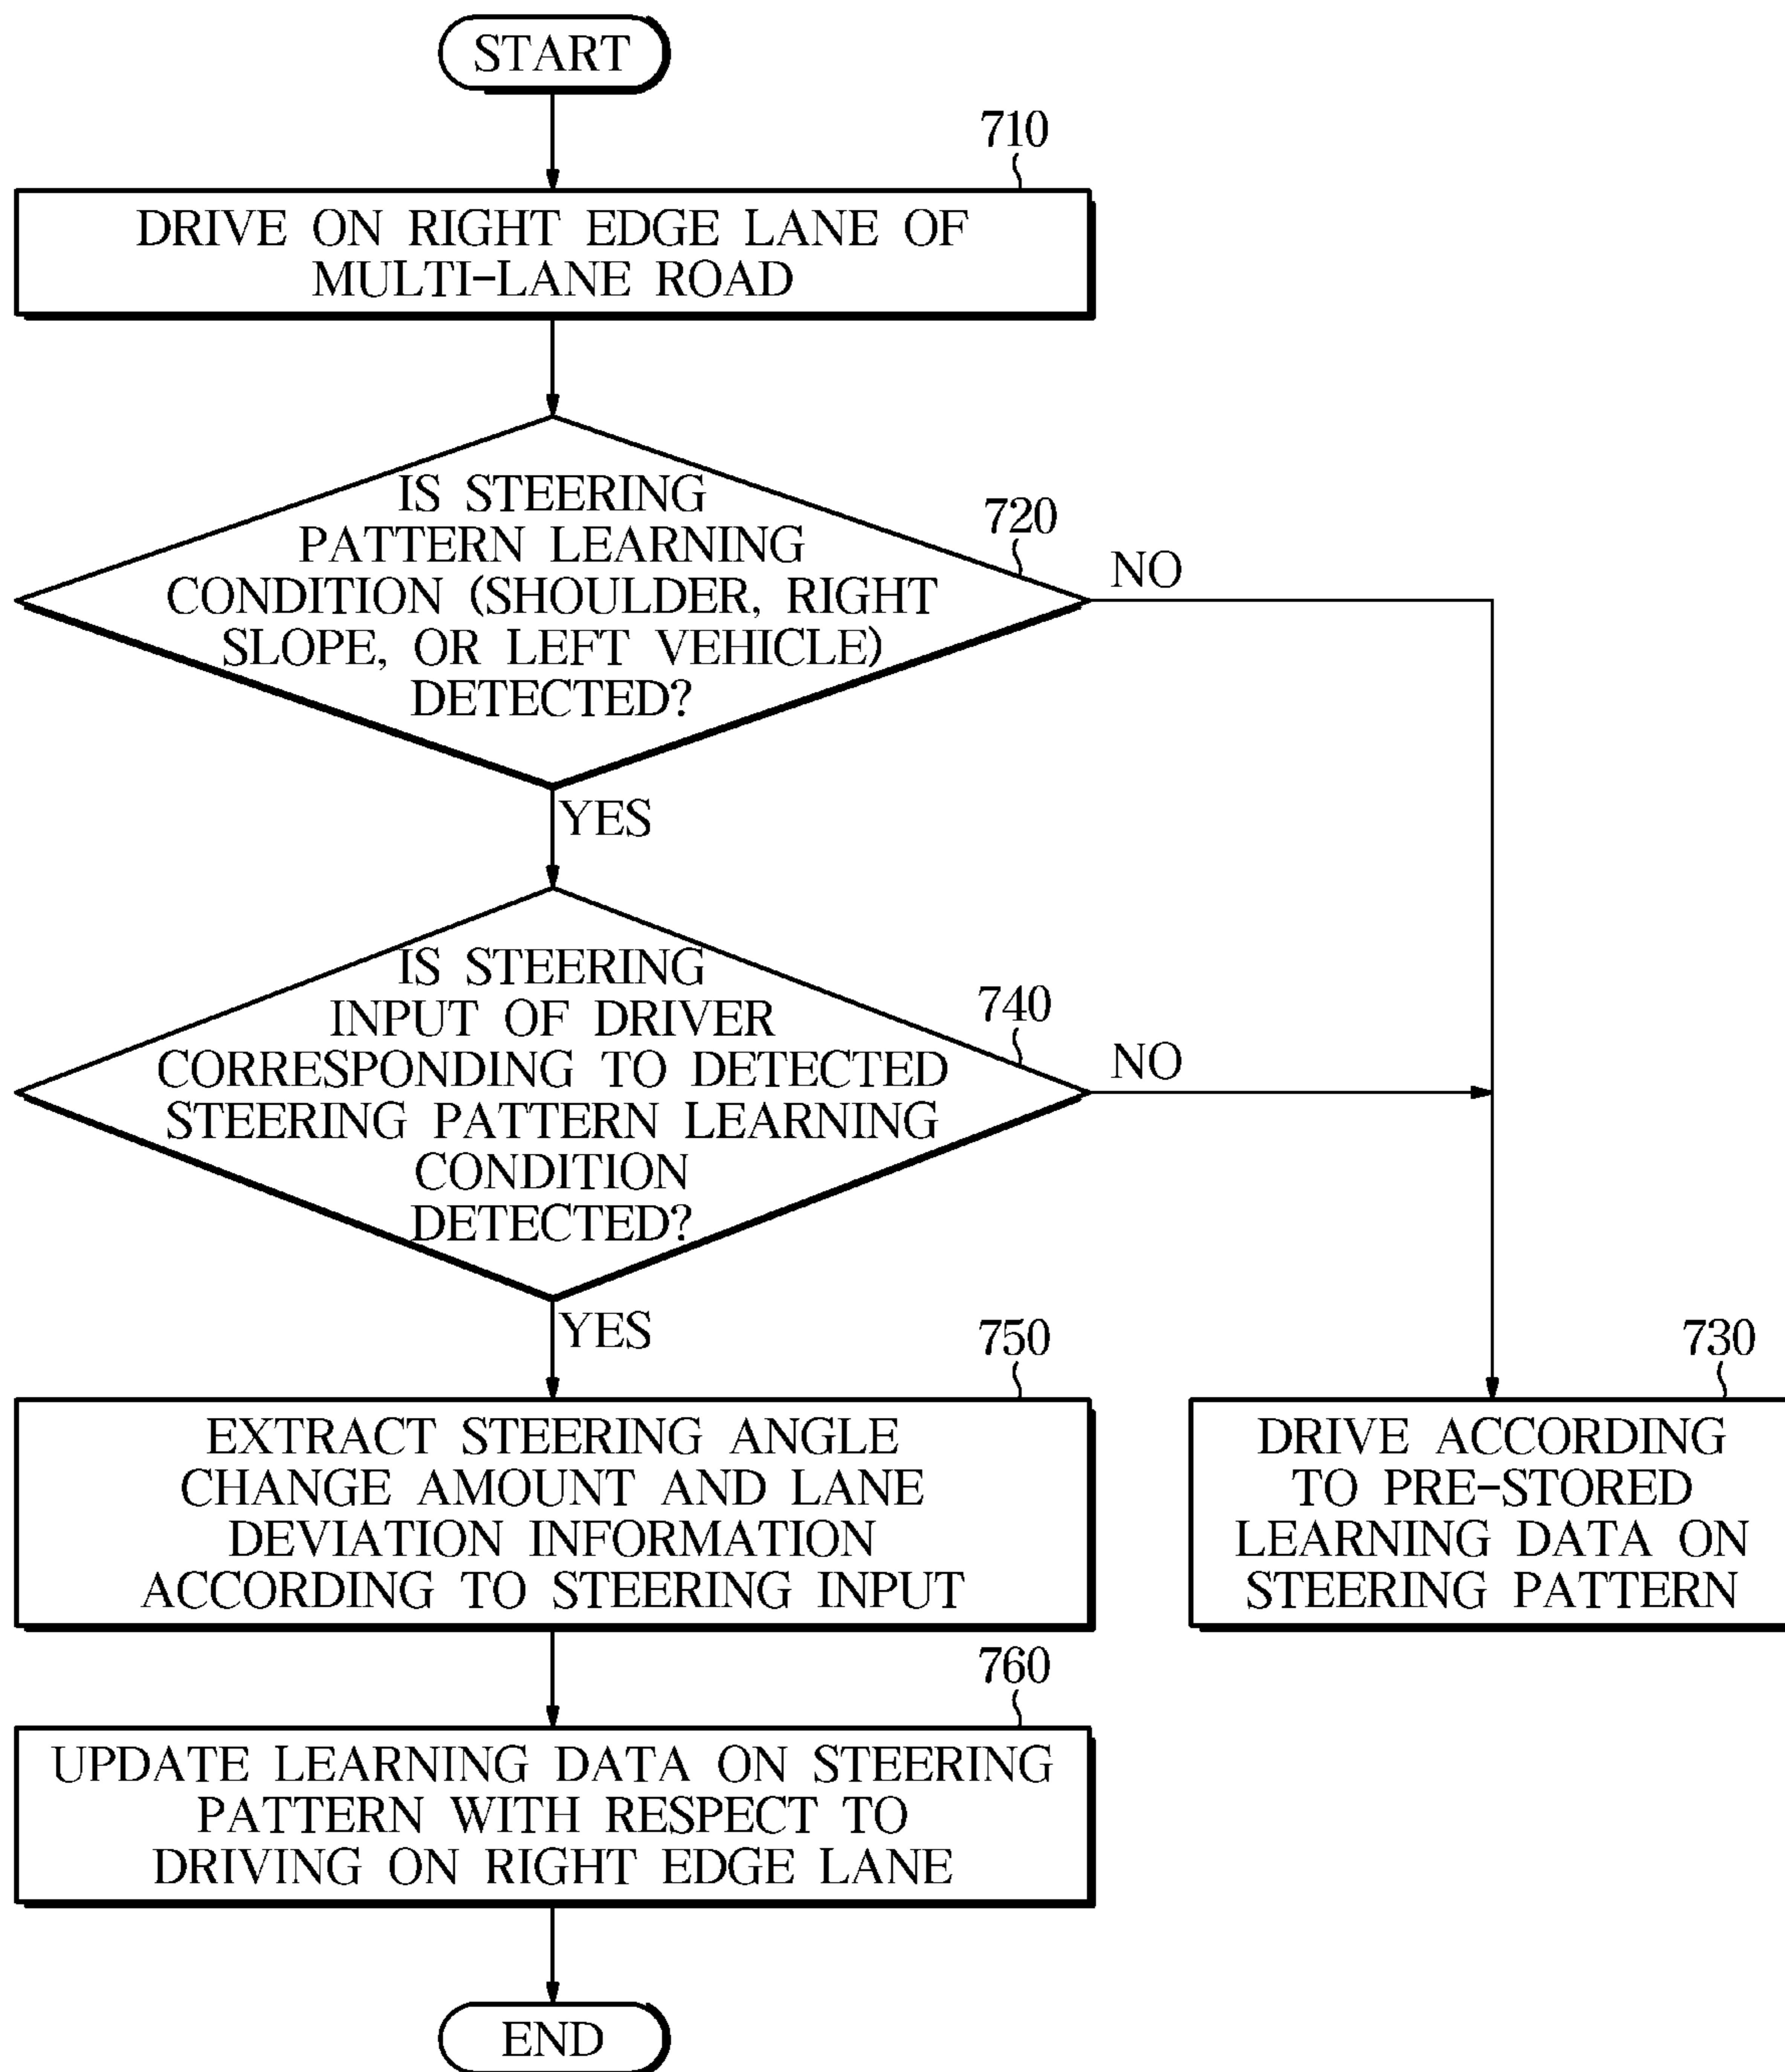 START
710
DRIVE ON RIGHT EDGE LANE OF
MULTI-LANE ROAD
IS STEERING
PATTERN LEARNING
CONDITION (SHOULDER, RIGHT
SLOPE, OR LEFT VEHICLE)
DETECTED?
720
NO
YES
IS STEERING
INPUT OF DRIVER
CORRESPONDING TO DETECTED
STEERING PATTERN LEARNING
CONDITION
DETECTED?
740
NO
YES
750
EXTRACT STEERING ANGLE
CHANGE AMOUNT AND LANE
DEVIATION INFORMATION
ACCORDING TO STEERING INPUT
730
DRIVE ACCORDING
TO PRE-STORED
LEARNING DATA ON
STEERING PATTERN
760
UPDATE LEARNING DATA ON STEERING
PATTERN WITH RESPECT TO
DRIVING ON RIGHT EDGE LANE
END